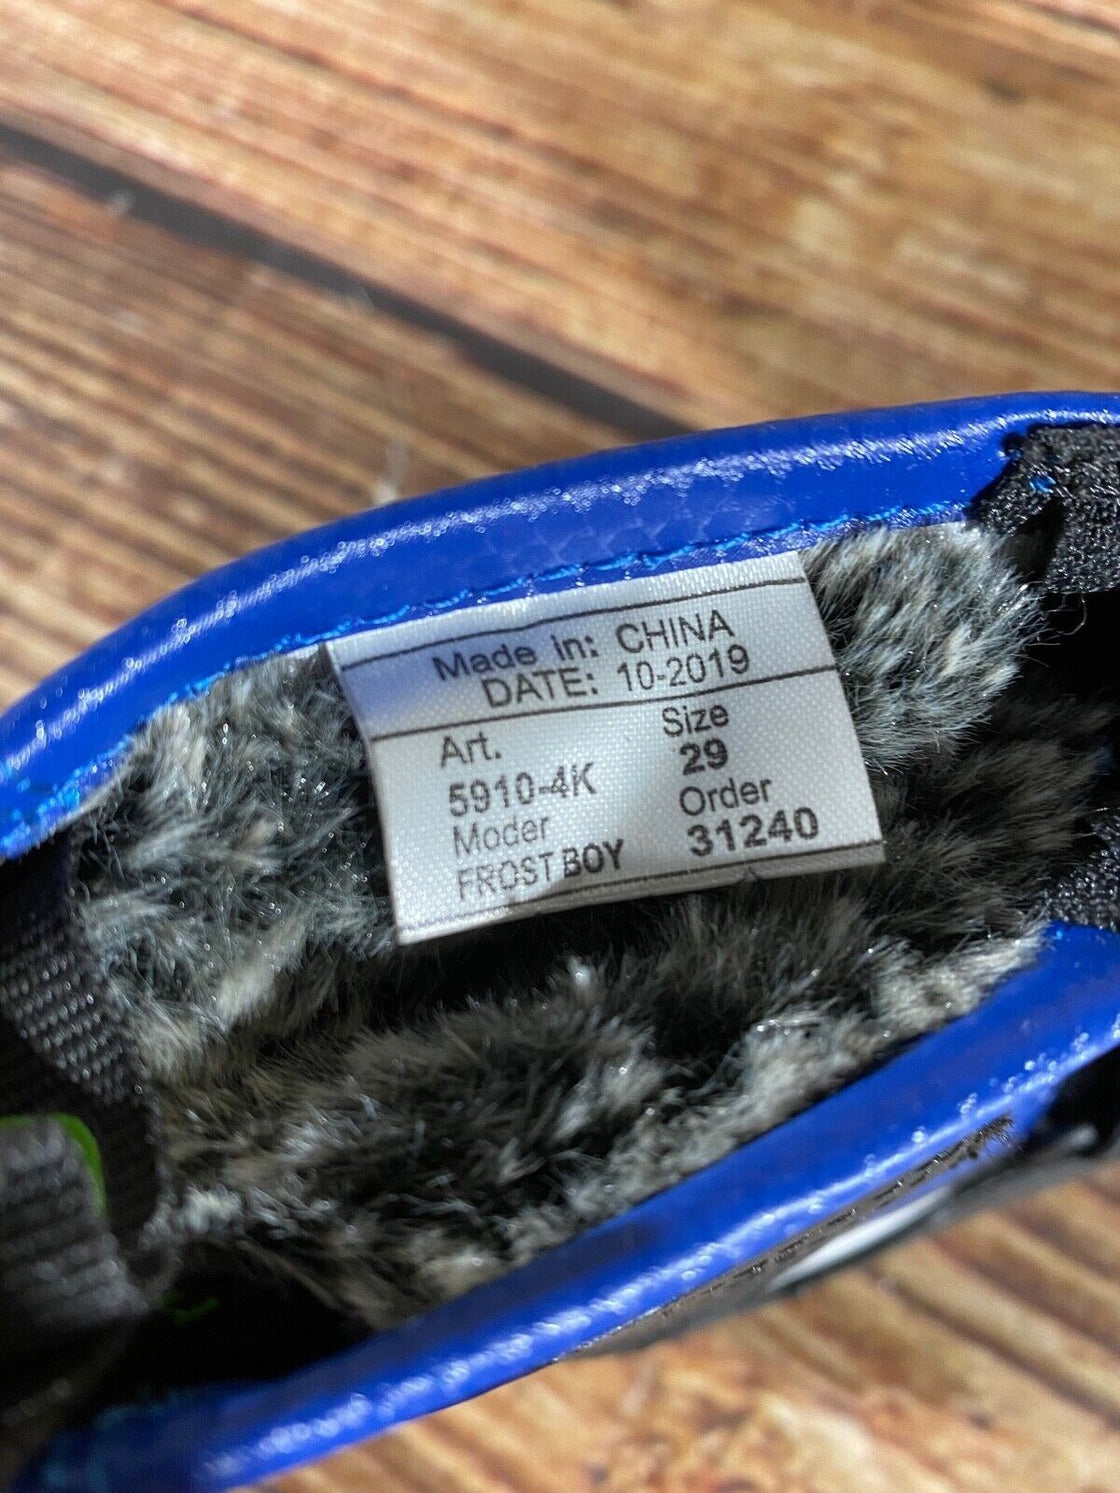 Made in: CHINA
DATE: 10-2019
Art. Size
5910-4K 29
Moder Order
FROST BOY 31240